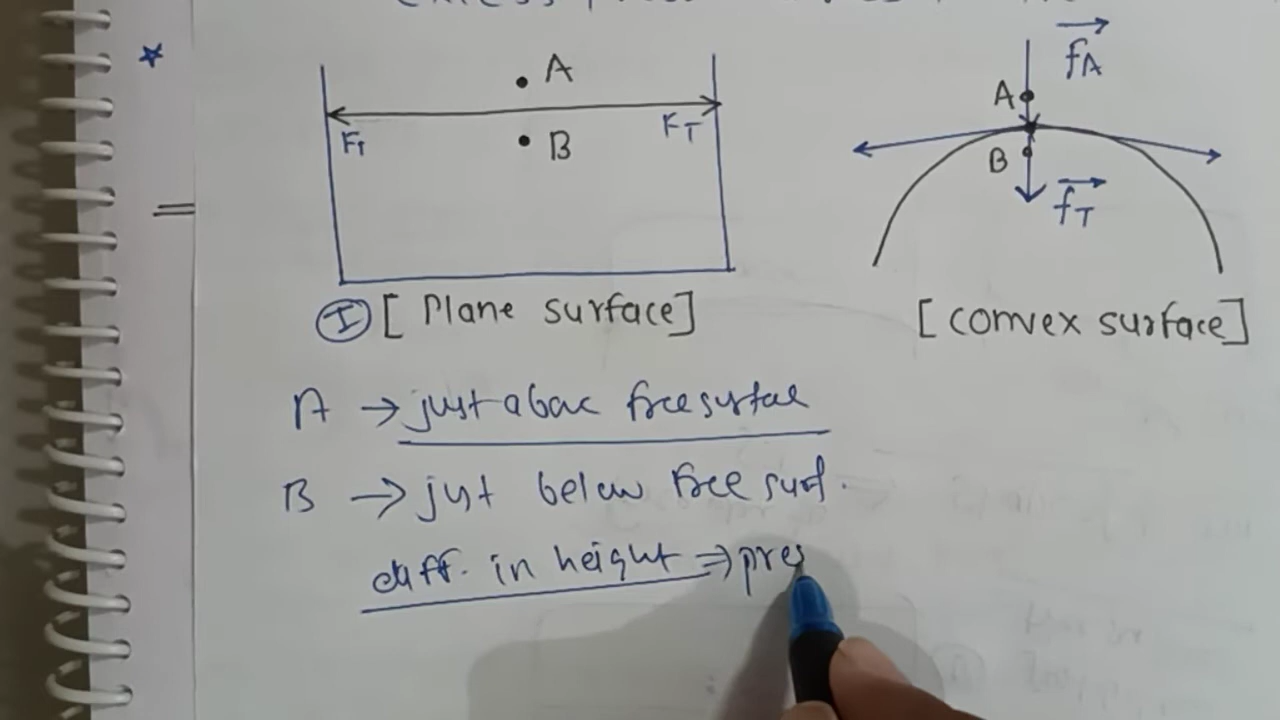 A
F₁
F_T
B
f_A
A
B
f_T
Ⓘ [ Plane surface]
[ convex surface]
A → just above free surface
B → just below free surf.
diff. in height ⇒ pres